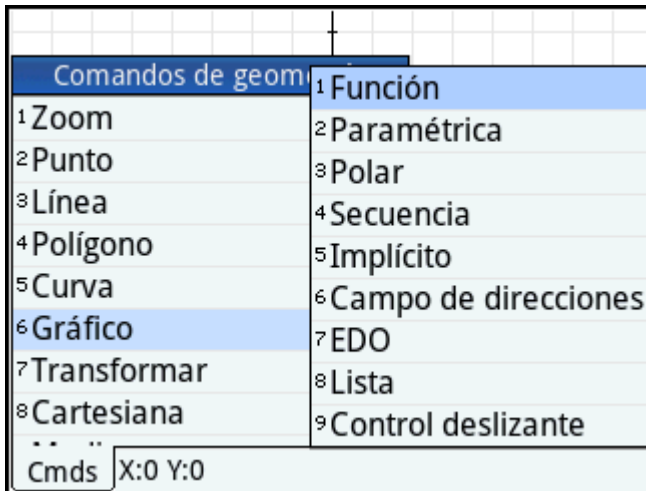 Comandos de geom
1 Zoom
2 Punto
3 Línea
4 Polígono
5 Curva
6 Gráfico
7 Transformar
8 Cartesiana
1 Función
2 Paramétrica
3 Polar
4 Secuencia
5 Implícito
6 Campo de direcciones
7 EDO
8 Lista
9 Control deslizante
Cmds X:0 Y:0